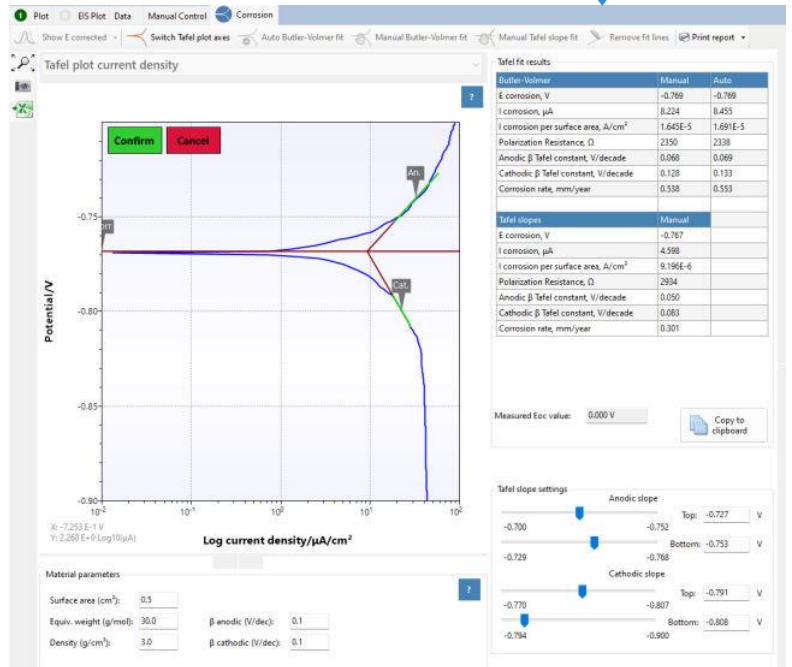 Plot EIS Plot Data Manual Control Corrosion
Show E corrected Switch Tafel plot axes Auto Butler-Volmer fit Manual Butler-Volmer fit Manual Tafel slope fit Remove fit lines Print report
Tafel plot current density
?
Confirm Cancel
An.
Cat.
orr
-0.75
-0.80
-0.85
-0.90
Potential/V
10-2 10-1 10⁰ 10¹ 10²
X: -7.253 E-1 V
Y: 2.268 E+0 Log10(µA)
Log current density/µA/cm²
Tafel fit results
Butler-Volmer Manual Auto
E corrosion, V -0.769 -0.769
I corrosion, µA 8.224 8.455
I corrosion per surface area, A/cm² 1.645E-5 1.691E-5
Polarization Resistance, Ω 2350 2338
Anodic β Tafel constant, V/decade 0.068 0.069
Cathodic β Tafel constant, V/decade 0.128 0.133
Corrosion rate, mm/year 0.538 0.553
Tafel slopes Manual
E corrosion, V -0.767
I corrosion, µA 4.598
I corrosion per surface area, A/cm² 9.196E-6
Polarization Resistance, Ω 2934
Anodic β Tafel constant, V/decade 0.050
Cathodic β Tafel constant, V/decade 0.083
Corrosion rate, mm/year 0.301
Measured Eoc value: 0.000 V
Copy to
clipboard
Tafel slope settings
Anodic slope
Top: -0.727 V
-0.700 -0.752
Bottom: -0.753 V
-0.729 -0.768
Cathodic slope
Top: -0.791 V
-0.770 -0.807
Bottom: -0.808 V
-0.794 -0.900
Material parameters
?
Surface area (cm²): 0.5
Equiv. weight (g/mol): 30.0 β anodic (V/dec): 0.1
Density (g/cm³): 3.0 β cathodic (V/dec): 0.1